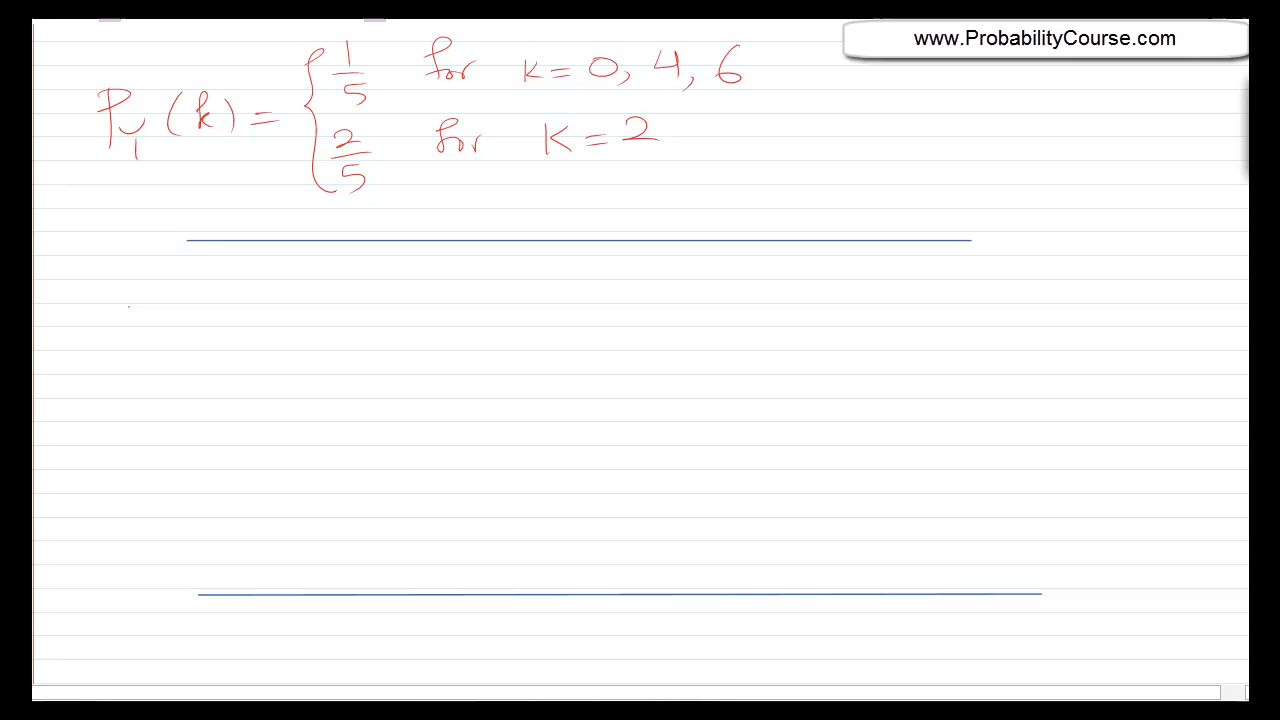 www.ProbabilityCourse.com
P_Y(k) = { 1/5 for k = 0, 4, 6
2/5 for k = 2